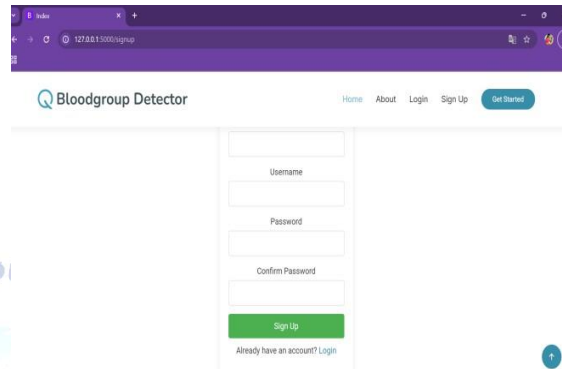 Index
127.0.0.1:5000/signup
Bloodgroup Detector
Home About Login Sign Up Get Started
Username
Password
Confirm Password
Sign Up
Already have an account? Login